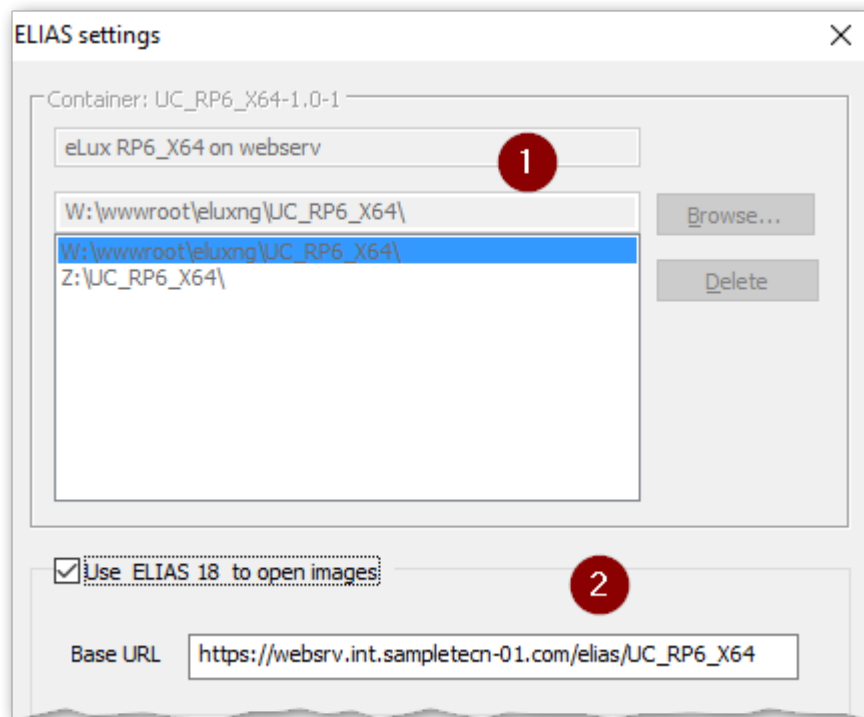 ELIAS settings
Container: UC_RP6_X64-1.0-1
eLux RP6_X64 on webserv
1
W:\wwwroot\eluxng\UC_RP6_X64\
Browse...
W:\wwwroot\eluxng\UC_RP6_X64\
Z:\UC_RP6_X64\
Delete
Use ELIAS 18 to open images
2
Base URL https://websrv.int.sampletecn-01.com/elias/UC_RP6_X64